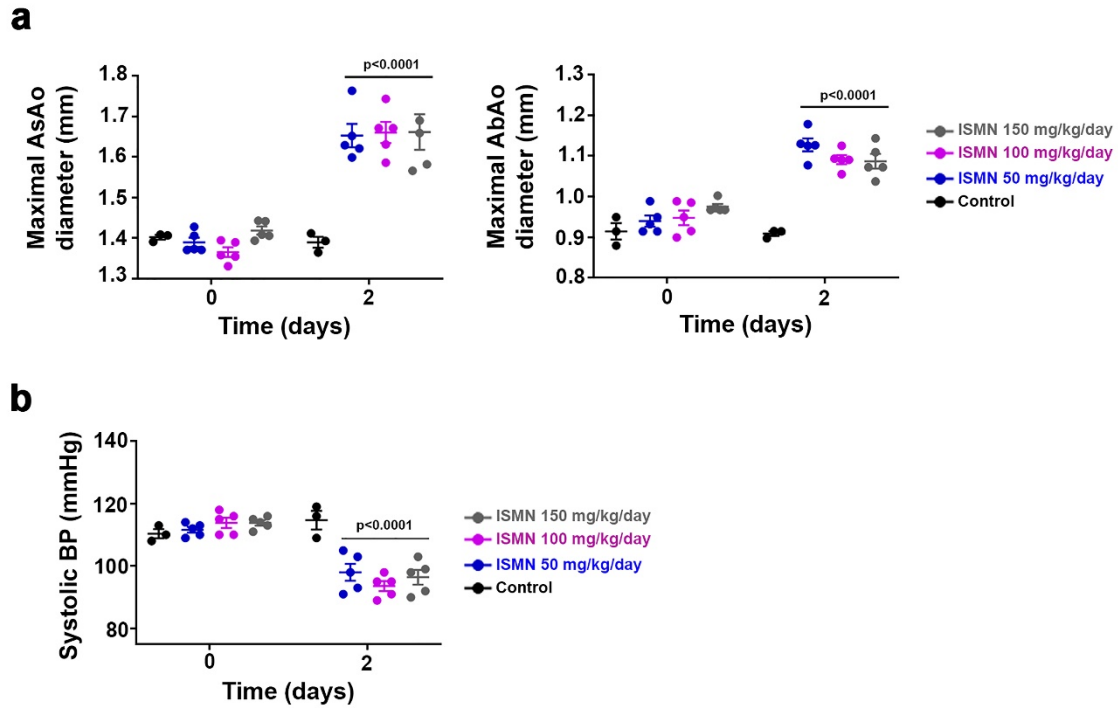 a
Maximal AsAo
diameter (mm)
1.8
1.7
1.6
1.5
1.4
1.3
p<0.0001
0
2
Time (days)
Maximal AbAo
diameter (mm)
1.3
1.2
1.1
1.0
0.9
0.8
p<0.0001
0
2
Time (days)
ISMN 150 mg/kg/day
ISMN 100 mg/kg/day
ISMN 50 mg/kg/day
Control
b
Systolic BP (mmHg)
140
120
100
80
p<0.0001
0
2
Time (days)
ISMN 150 mg/kg/day
ISMN 100 mg/kg/day
ISMN 50 mg/kg/day
Control